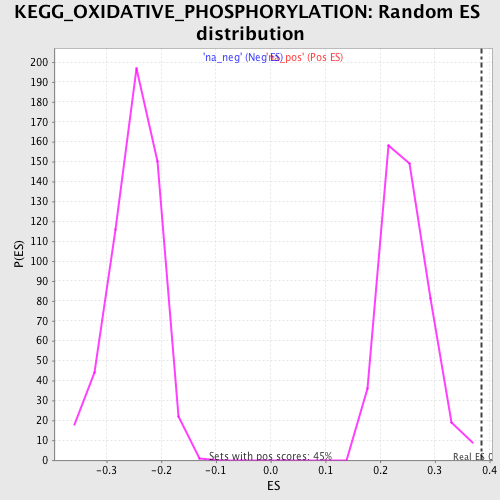 KEGG_OXIDATIVE_PHOSPHORYLATION: Random ES
distribution
'na_neg' (Neg ES) 'na_pos' (Pos ES)
200
190
180
170
160
150
140
130
120
110
100
90
80
70
60
50
40
30
20
10
0
P(ES)
Sets with pos scores: 45%
Real ES 0
-0.3 -0.2 -0.1 0.0 0.1 0.2 0.3 0.4
ES